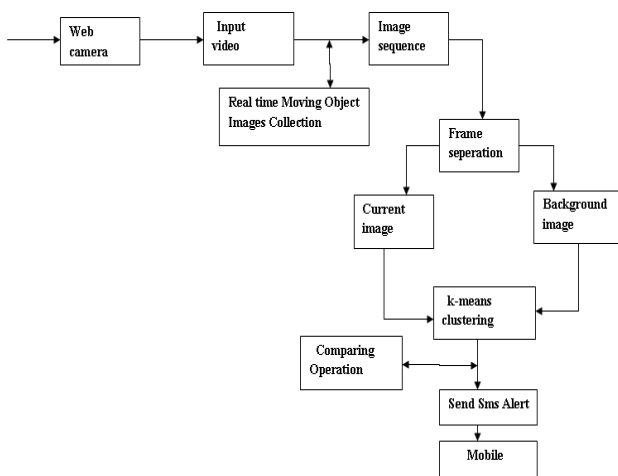 Web
camera
Input
video
Image
sequence
Real time Moving Object
Images Collection
Frame
seperation
Current
image
Background
image
k-means
clustering
Comparing
Operation
Send Sms Alert
Mobile